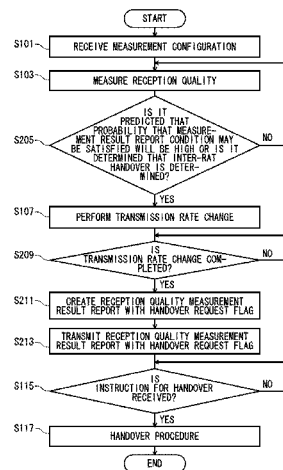 START
S101
RECEIVE MEASUREMENT CONFIGURATION
S103
MEASURE RECEPTION QUALITY
S205
IS IT
PREDICTED THAT
PROBABILITY THAT MEASURE-
MENT RESULT REPORT CONDITION MAY
BE SATISFIED WILL BE HIGH OR IS IT
DETERMINED THAT INTER-RAT
HANDOVER IS DETER-
MINED?
NO
YES
S107
PERFORM TRANSMISSION RATE CHANGE
S209
IS
TRANSMISSION RATE CHANGE COM-
PLETED?
NO
YES
S211
CREATE RECEPTION QUALITY MEASUREMENT
RESULT REPORT WITH HANDOVER REQUEST FLAG
S213
TRANSMIT RECEPTION QUALITY MEASUREMENT
RESULT REPORT WITH HANDOVER REQUEST FLAG
S115
IS
INSTRUCTION FOR HANDOVER
RECEIVED?
NO
YES
S117
HANDOVER PROCEDURE
END